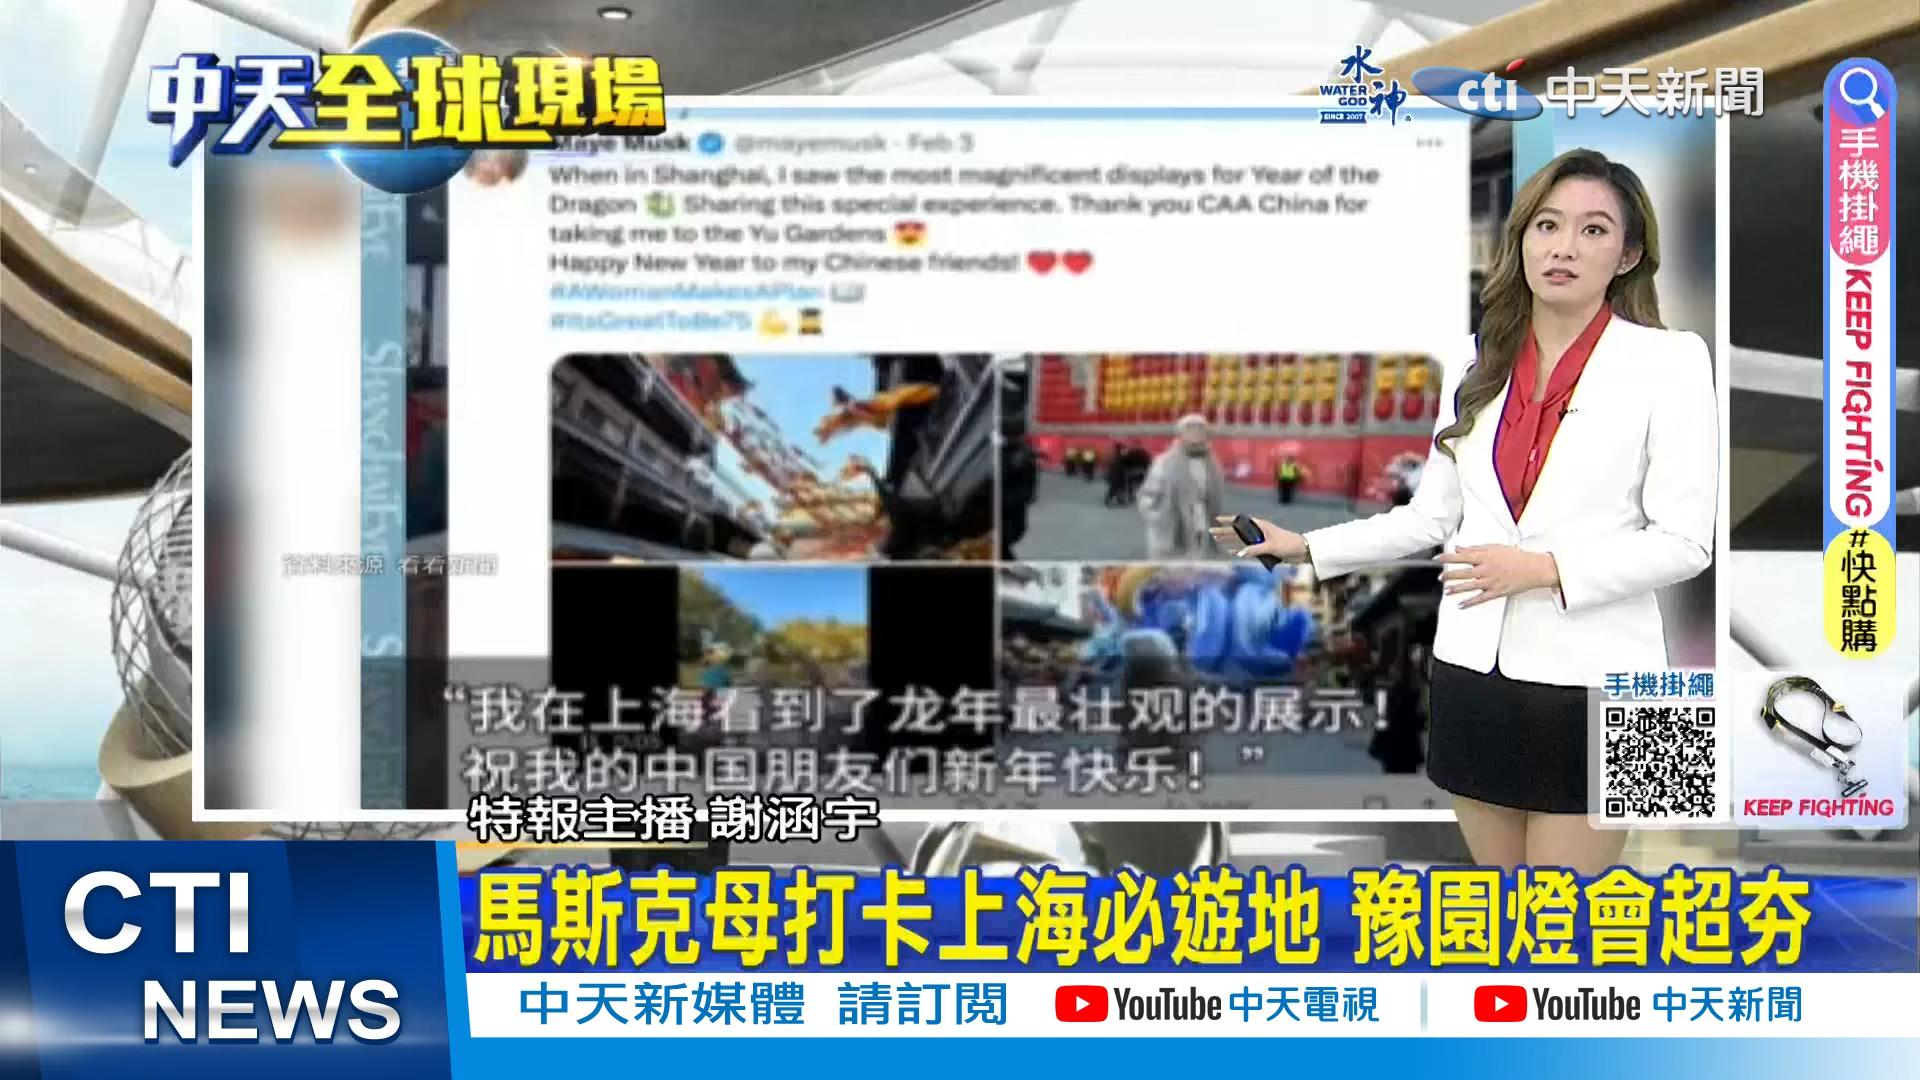 中天全球現場
水神
WATER GOD
SINCE 2007
cti 中天新聞
手機掛繩 KEEP FIGHTING #快點購
Maye Musk @mayemusk · Feb 3
When in Shanghai, I saw the most magnificent displays for Year of the
Dragon 🐉 Sharing this special experience. Thank you CAA China for
taking me to the Yu Gardens 😍
Happy New Year to my Chinese friends! ❤️❤️
#AWomanMakesAPlan
#ItsGreatToBe75
資料來源 看看新聞
“我在上海看到了龙年最壮观的展示！
祝我的中国朋友们新年快乐！”
手機掛繩
KEEP FIGHTING
特報主播 謝涵宇
CTI
NEWS
馬斯克母打卡上海必遊地 豫園燈會超夯
中天新媒體 請訂閱 YouTube 中天電視 YouTube 中天新聞